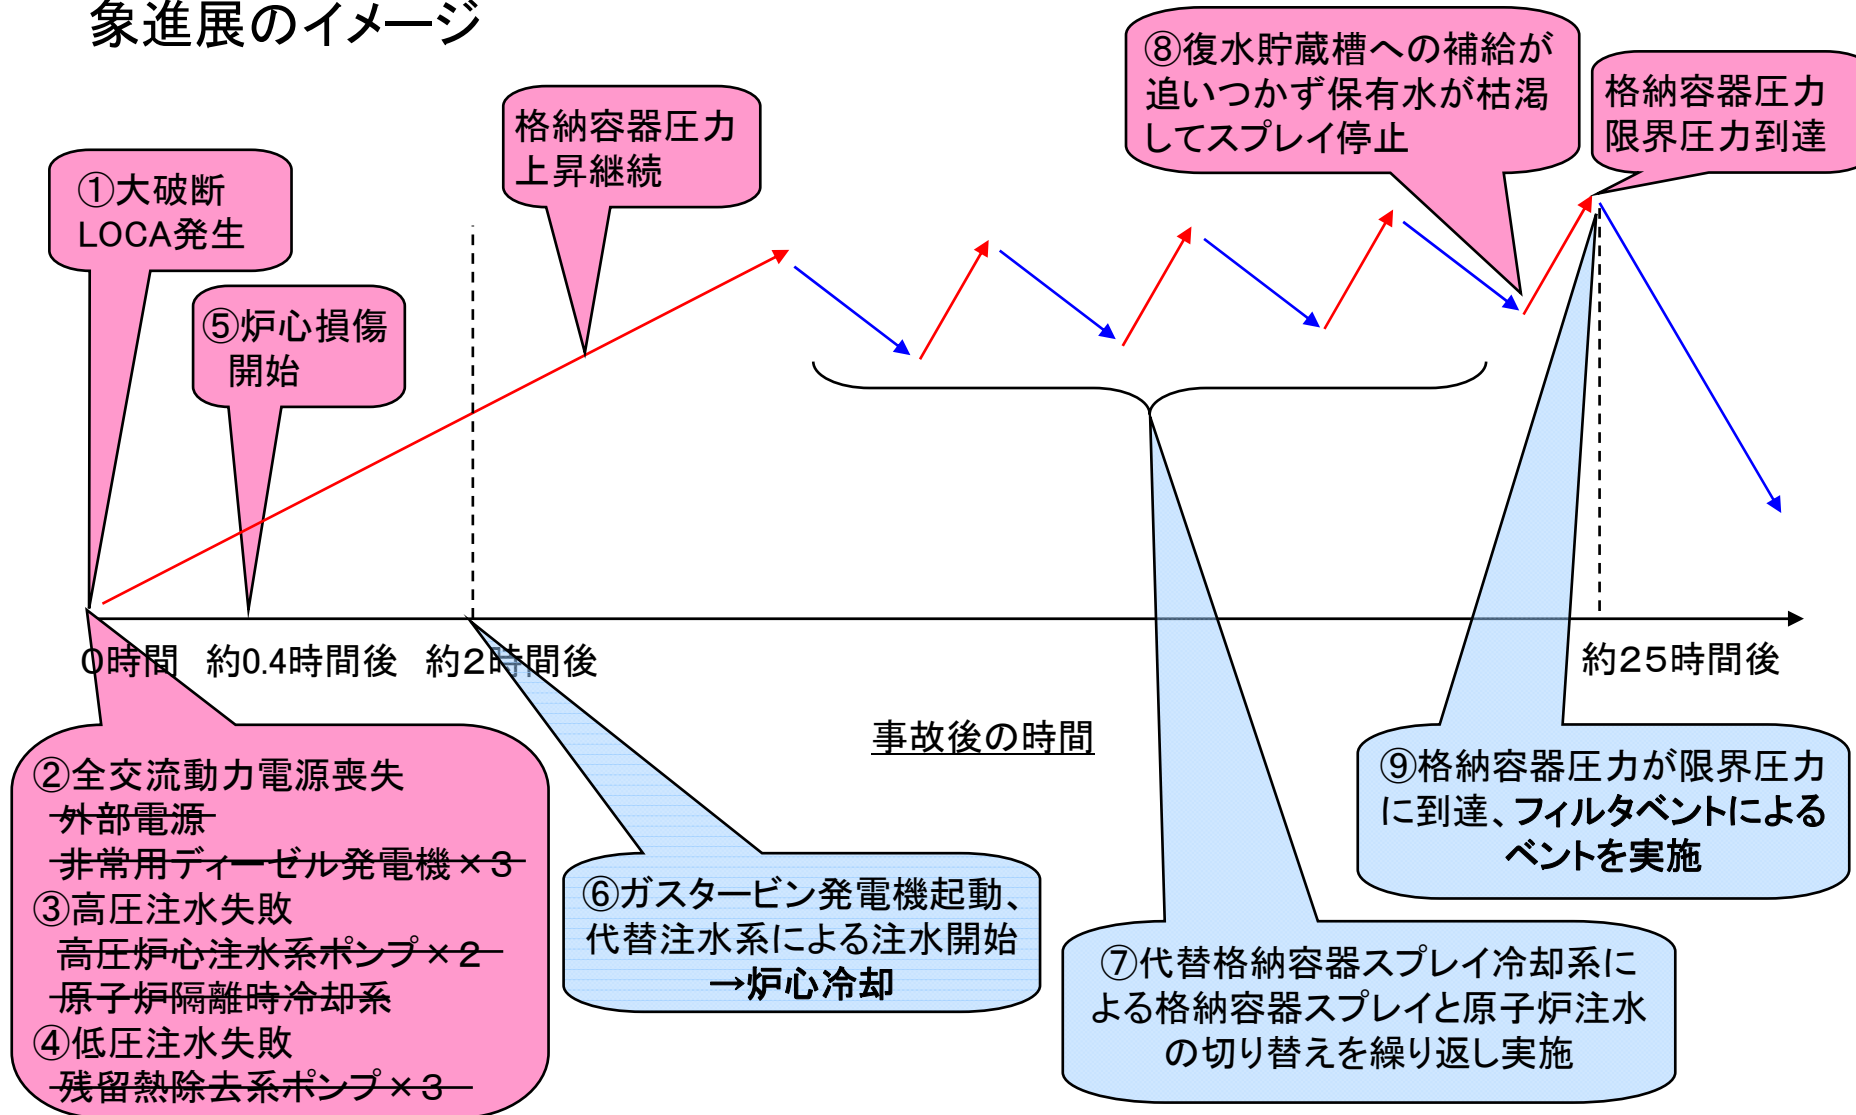 象進展のイメージ
①大破断
LOCA発生
⑤炉心損傷
開始
格納容器圧力
上昇継続
⑧復水貯蔵槽への補給が
追いつかず保有水が枯渇
してスプレイ停止
格納容器圧力
限界圧力到達
0時間
約0.4時間後
約2時間後
約25時間後
事故後の時間
②全交流動力電源喪失
外部電源
非常用ディーゼル発電機×3
③高圧注水失敗
高圧炉心注水系ポンプ×2
原子炉隔離時冷却系
④低圧注水失敗
残留熱除去系ポンプ×3
⑥ガスタービン発電機起動、
代替注水系による注水開始
→炉心冷却
⑦代替格納容器スプレイ冷却系に
よる格納容器スプレイと原子炉注水
の切り替えを繰り返し実施
⑨格納容器圧力が限界圧力
に到達、フィルタベントによる
ベントを実施